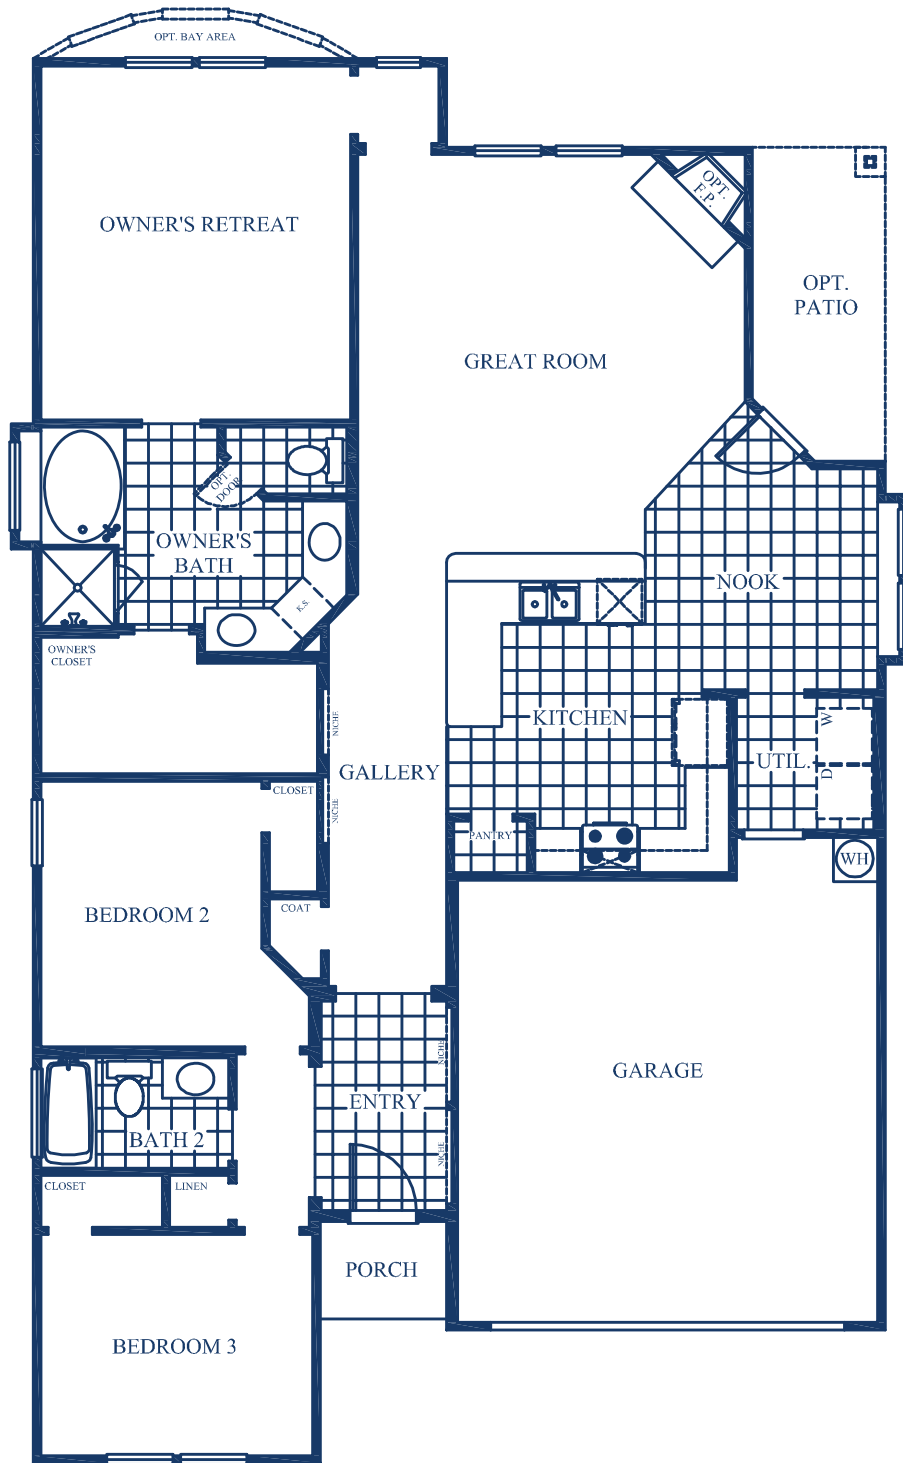 OPT. BAY AREA
OWNER'S RETREAT
OPT.
F.P.
OPT.
PATIO
GREAT ROOM
OPT.
DOOR
OWNER'S
BATH
NOOK
K.S.
OWNER'S
CLOSET
NICHE
KITCHEN
W
UTIL.
D
GALLERY
CLOSET
NICHE
PANTRY
WH
BEDROOM 2
COAT
NICHE
GARAGE
ENTRY
BATH 2
NICHE
CLOSET
LINEN
PORCH
BEDROOM 3